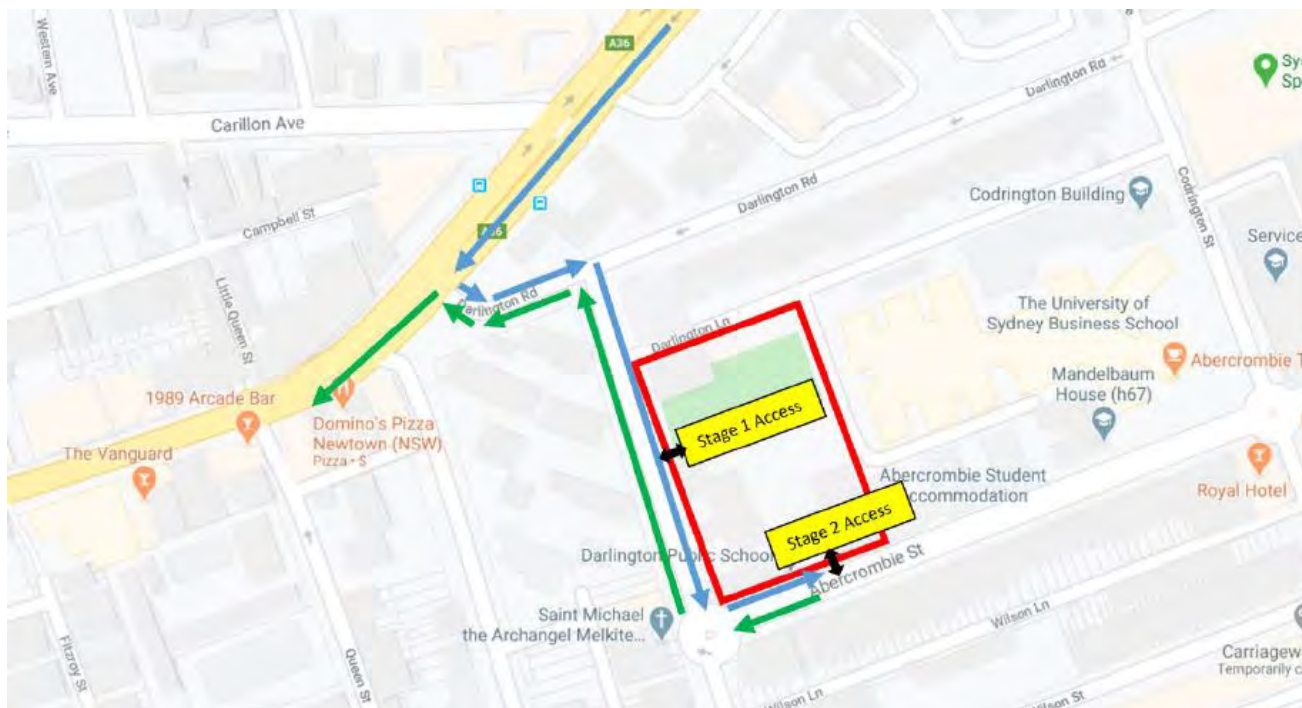 Western Ave
A36
Darlington Rd
Sy
Sp
Carillon Ave
Codrington Building
Darlington Rd
Codrington St
Campbell St
Service
A36
Little Queen St
Darlington Rd
The University of
Sydney Business School
Darlington Ln
Abercrombie T
1989 Arcade Bar
Mandelbaum
House (h67)
Domino's Pizza
Newtown (NSW)
Pizza • $
Stage 1 Access
The Vanguard
Abercrombie Student
ccommodation
Royal Hotel
Stage 2 Access
Darlington Public School
Abercrombie St
Saint Michael
the Archangel Melkite...
Wilson Ln
Fitzroy St
Queen St
Carriagew
Temporarily c
Wilson Ln
Wilson St